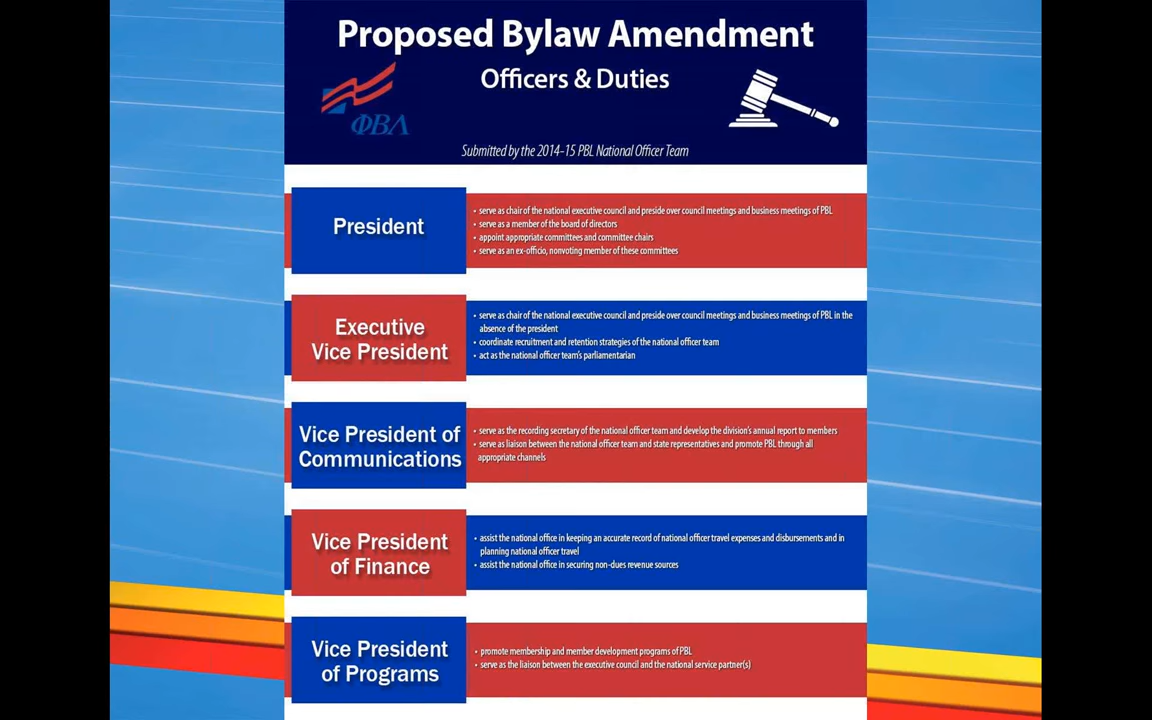 Proposed Bylaw Amendment
Officers & Duties
ΦΒΛ
Submitted by the 2014-15 PBL National Officer Team
President
• serve as chair of the national executive council and preside over council meetings and business meetings of PBL
• serve as a member of the board of directors
• appoint appropriate committees and committee chairs
• serve as an ex-officio, nonvoting member of these committees
Executive
Vice President
• serve as chair of the national executive council and preside over council meetings and business meetings of PBL in the
absence of the president
• coordinate recruitment and retention strategies of the national officer team
• act as the national officer team's parliamentarian
Vice President of
Communications
• serve as the recording secretary of the national officer team and develop the division's annual report to members
• serve as liaison between the national officer team and state representatives and promote PBL through all
appropriate channels
Vice President
of Finance
• assist the national office in keeping an accurate record of national officer travel expenses and disbursements and in
planning national officer travel
• assist the national office in securing non-dues revenue sources
Vice President
of Programs
• promote membership and member development programs of PBL
• serve as the liaison between the executive council and the national service partner(s)